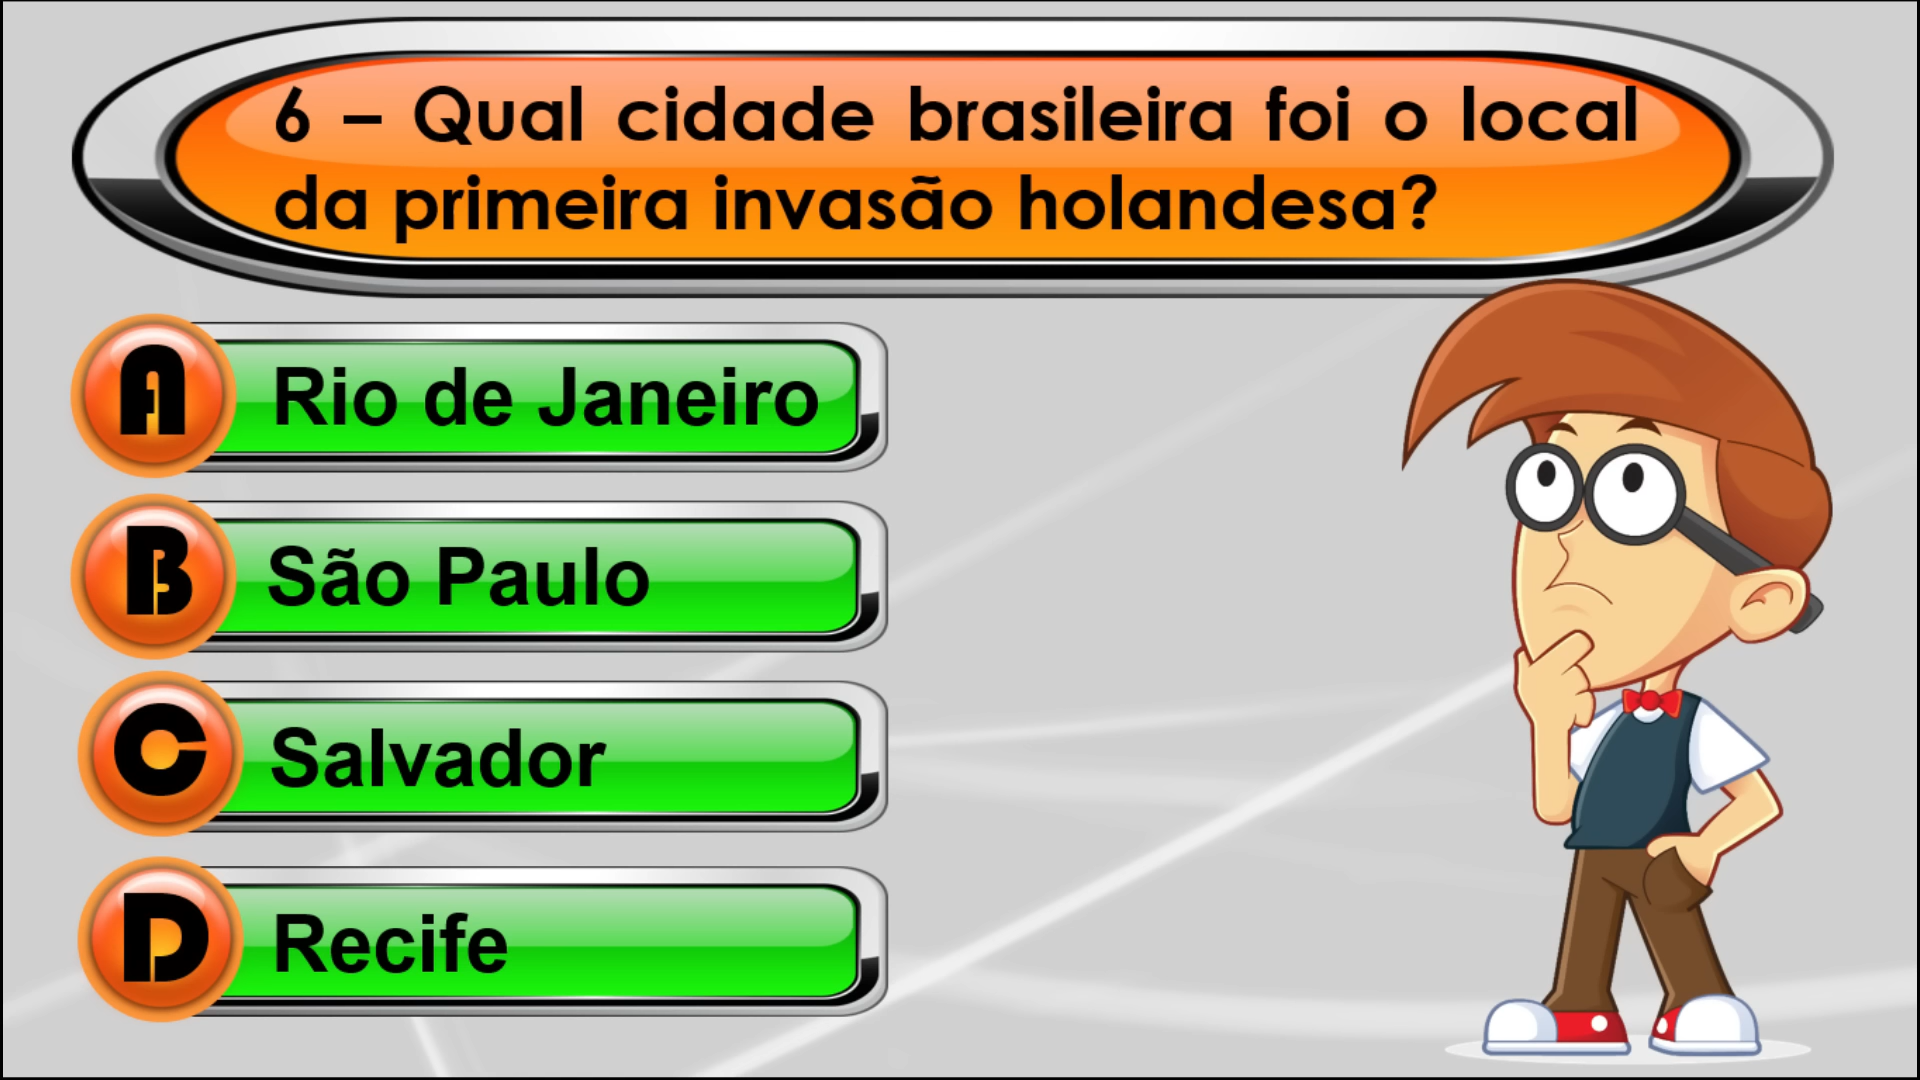 6 – Qual cidade brasileira foi o local
da primeira invasão holandesa?
A Rio de Janeiro
B São Paulo
C Salvador
D Recife